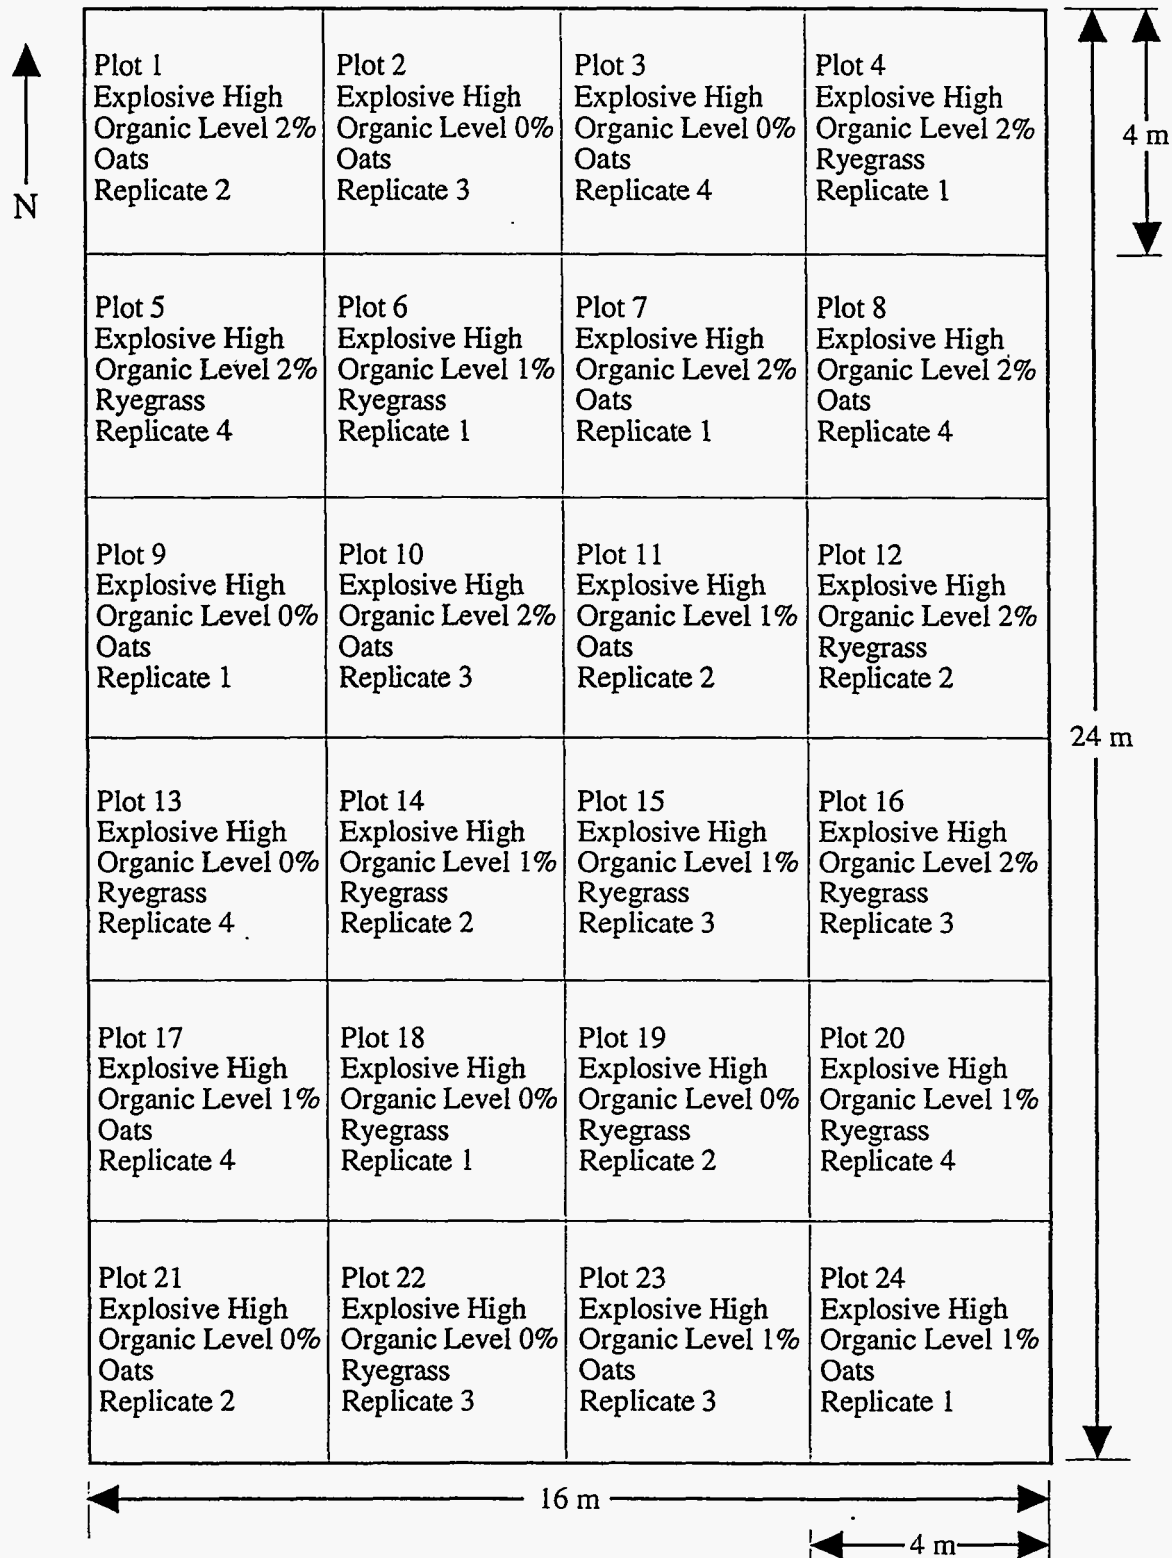 N
Plot 1
Explosive High
Organic Level 2%
Oats
Replicate 2
Plot 2
Explosive High
Organic Level 0%
Oats
Replicate 3
Plot 3
Explosive High
Organic Level 0%
Oats
Replicate 4
Plot 4
Explosive High
Organic Level 2%
Ryegrass
Replicate 1
4 m
Plot 5
Explosive High
Organic Level 2%
Ryegrass
Replicate 4
Plot 6
Explosive High
Organic Level 1%
Ryegrass
Replicate 1
Plot 7
Explosive High
Organic Level 2%
Oats
Replicate 1
Plot 8
Explosive High
Organic Level 2%
Oats
Replicate 4
Plot 9
Explosive High
Organic Level 0%
Oats
Replicate 1
Plot 10
Explosive High
Organic Level 2%
Oats
Replicate 3
Plot 11
Explosive High
Organic Level 1%
Oats
Replicate 2
Plot 12
Explosive High
Organic Level 2%
Ryegrass
Replicate 2
24 m
Plot 13
Explosive High
Organic Level 0%
Ryegrass
Replicate 4
Plot 14
Explosive High
Organic Level 1%
Ryegrass
Replicate 2
Plot 15
Explosive High
Organic Level 1%
Ryegrass
Replicate 3
Plot 16
Explosive High
Organic Level 2%
Ryegrass
Replicate 3
Plot 17
Explosive High
Organic Level 1%
Oats
Replicate 4
Plot 18
Explosive High
Organic Level 0%
Ryegrass
Replicate 1
Plot 19
Explosive High
Organic Level 0%
Ryegrass
Replicate 2
Plot 20
Explosive High
Organic Level 1%
Ryegrass
Replicate 4
Plot 21
Explosive High
Organic Level 0%
Oats
Replicate 2
Plot 22
Explosive High
Organic Level 0%
Ryegrass
Replicate 3
Plot 23
Explosive High
Organic Level 1%
Oats
Replicate 3
Plot 24
Explosive High
Organic Level 1%
Oats
Replicate 1
16 m
4 m